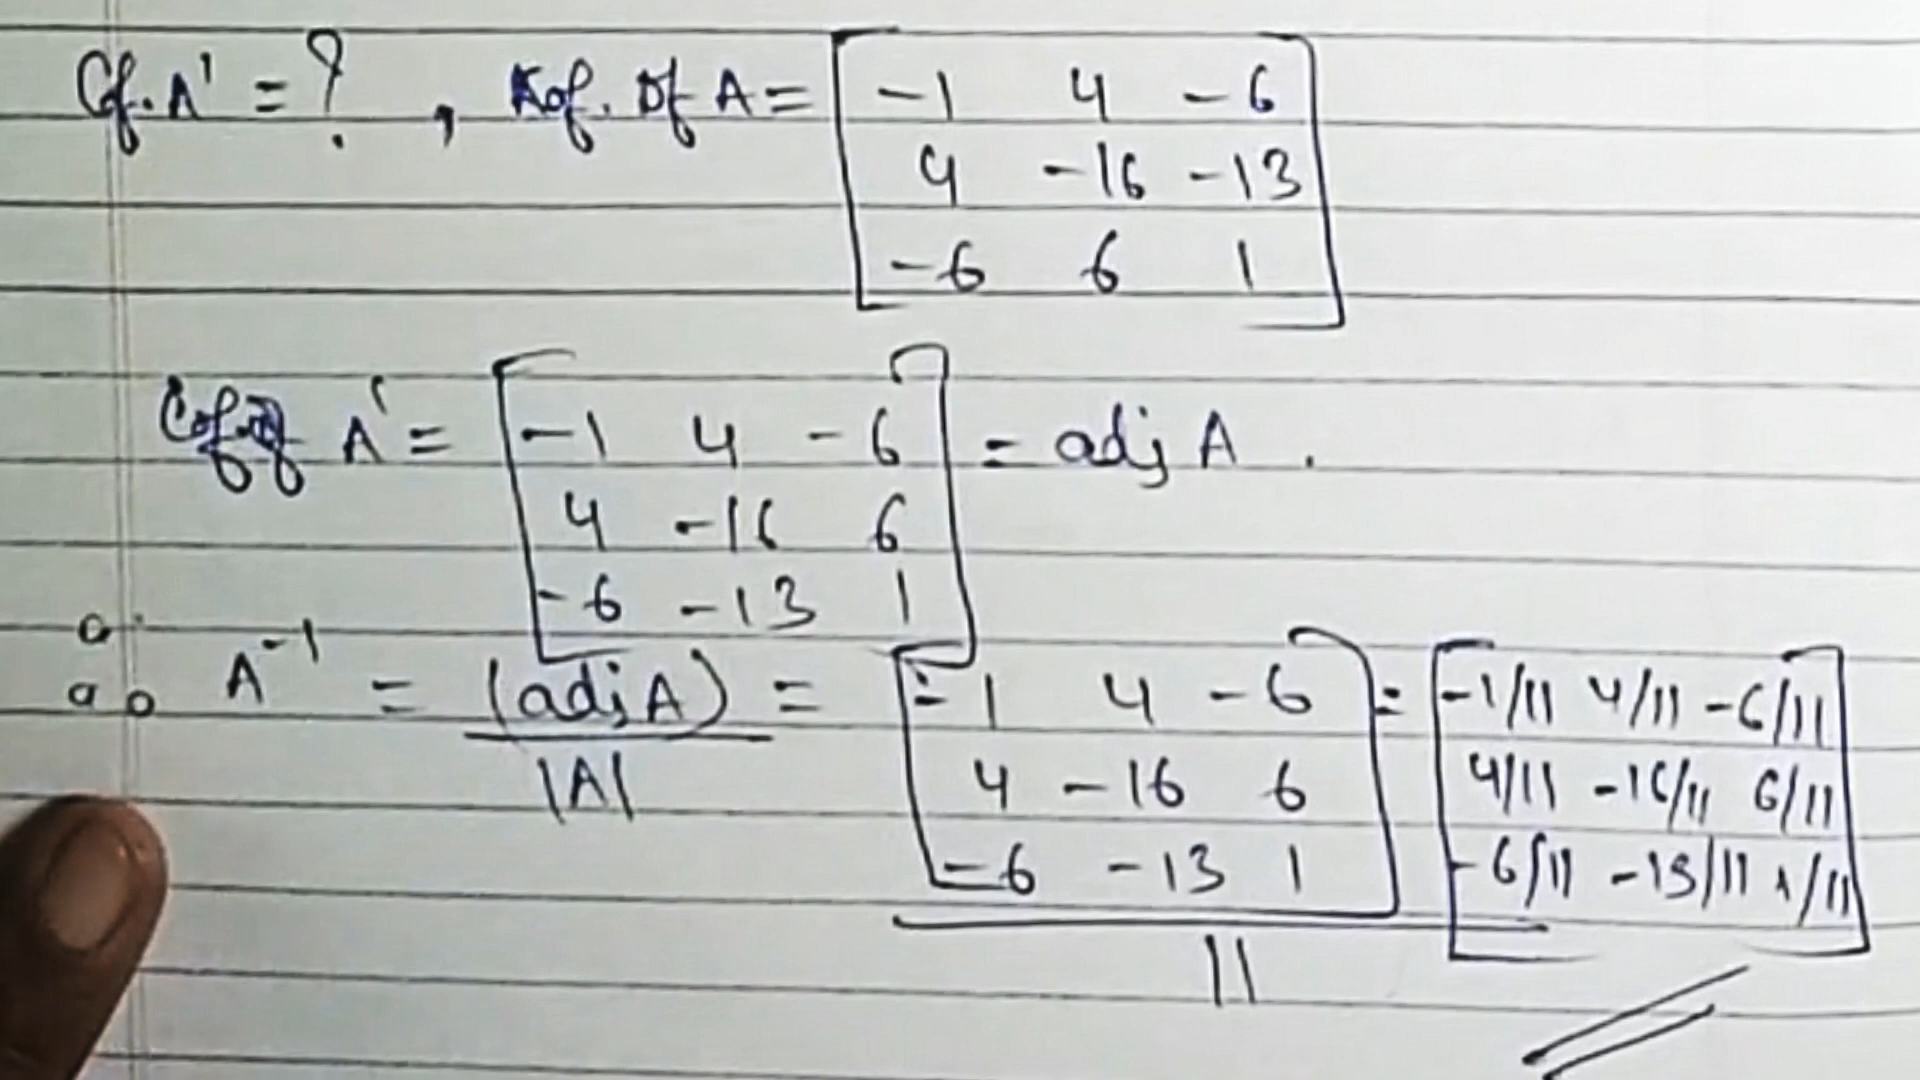 Cf. A' = ? , Kof. Of A = [ -1 4 -6
4 -16 -13
-6 6 1 ]
Cof. Of A' = [ -1 4 -6 ] = adj A .
4 -16 6
-6 -13 1
∴ A⁻¹ = (adj A) / |A| = [ -1 4 -6 ] = [ -1/11 4/11 -6/11
4 -16 6 4/11 -16/11 6/11
-6 -13 1 -6/11 -13/11 1/11 ]
11